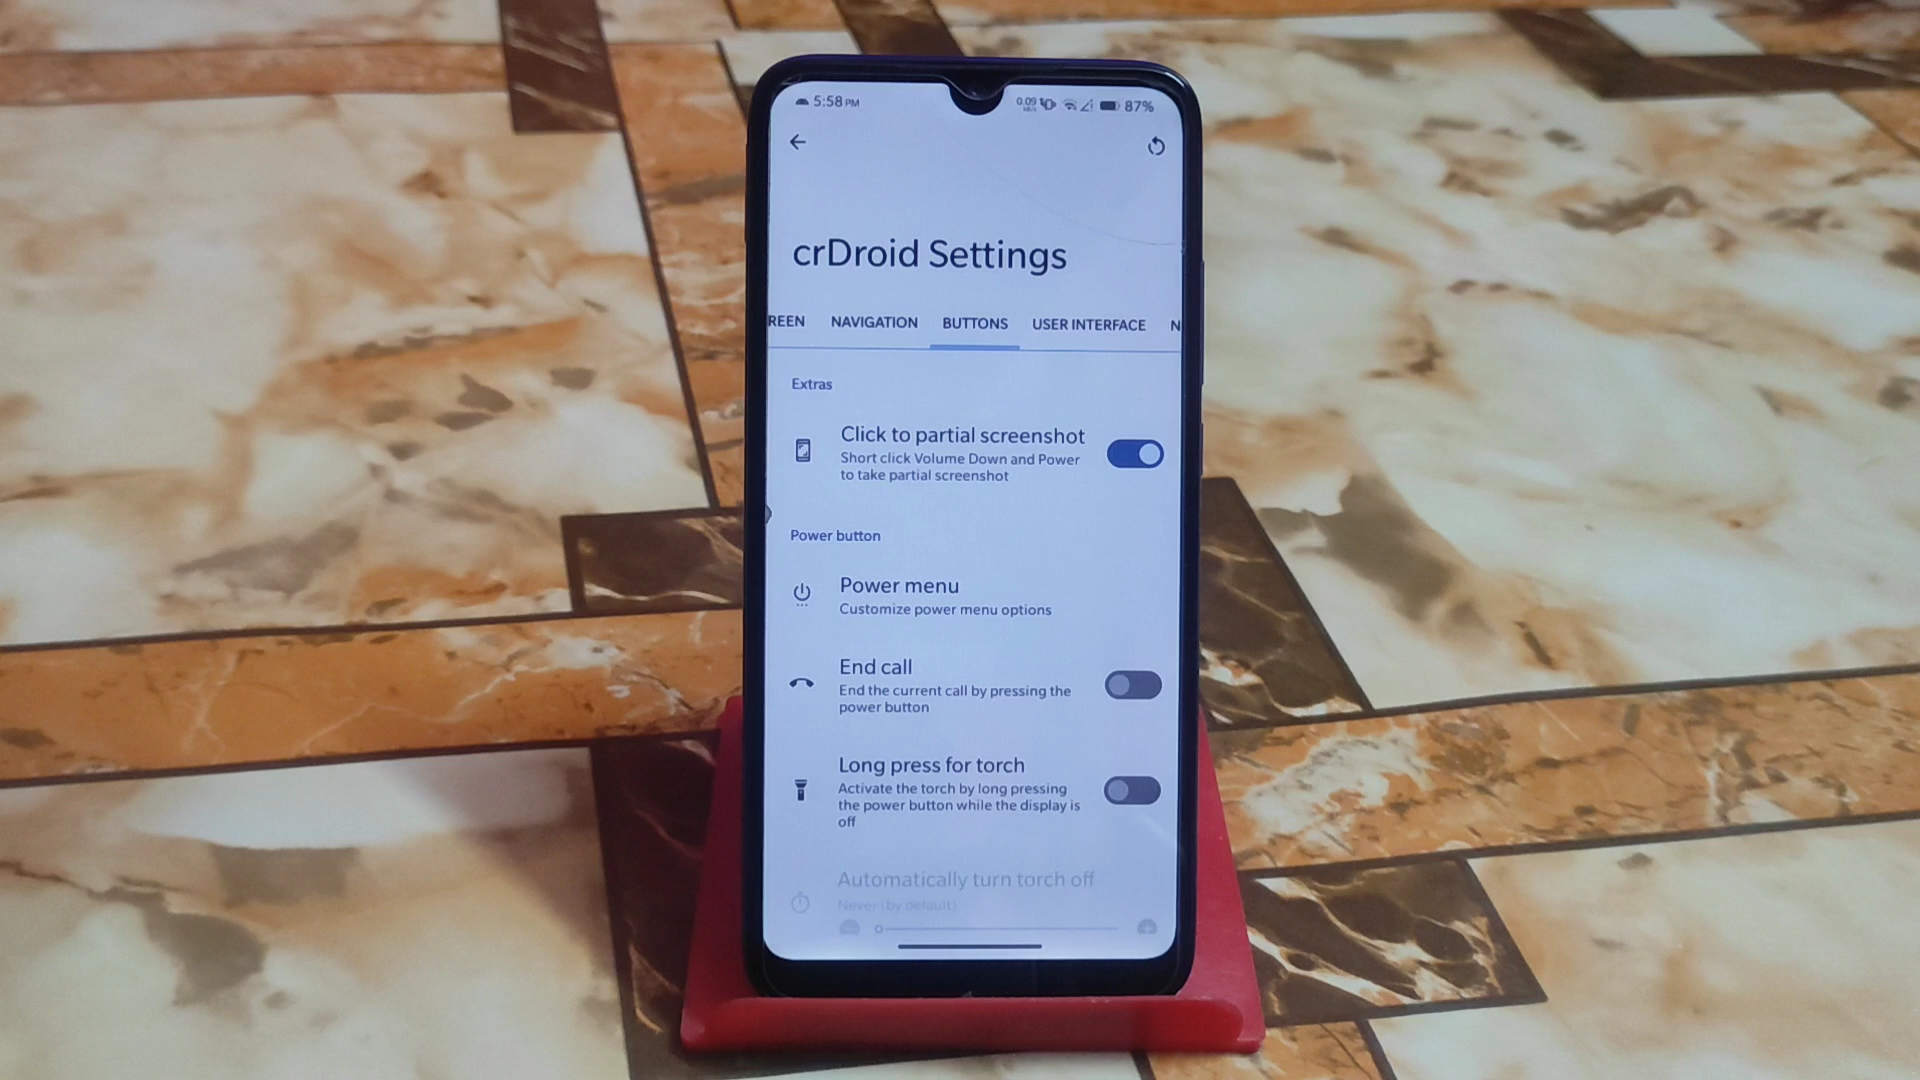 5:58 PM
0.09 87%
crDroid Settings
REEN NAVIGATION BUTTONS USER INTERFACE N
Extras
Click to partial screenshot
Short click Volume Down and Power
to take partial screenshot
Power button
Power menu
Customize power menu options
End call
End the current call by pressing the
power button
Long press for torch
Activate the torch by long pressing
the power button while the display is
off
Automatically turn torch off
Never (by default)